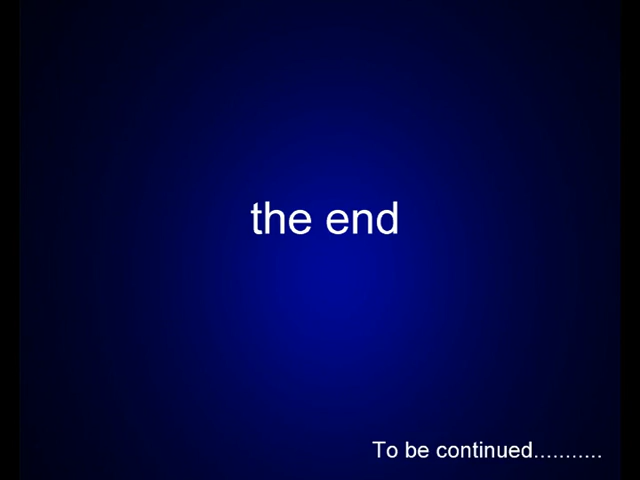 the end
To be continued...........